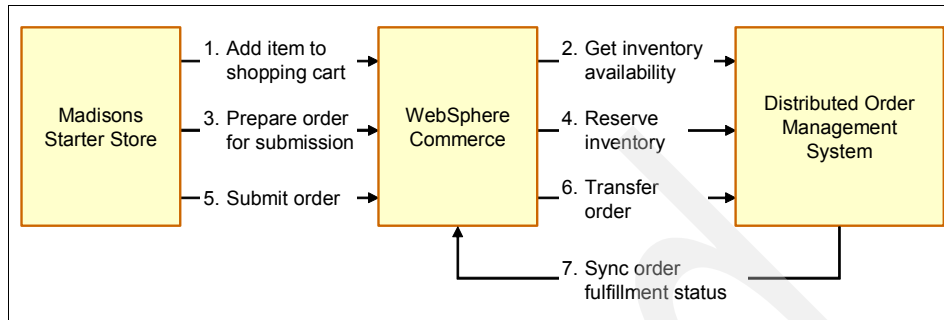 Madisons
Starter Store
1. Add item to
shopping cart
3. Prepare order
for submission
5. Submit order
WebSphere
Commerce
2. Get inventory
availability
4. Reserve
inventory
6. Transfer
order
Distributed Order
Management
System
7. Sync order
fulfillment status